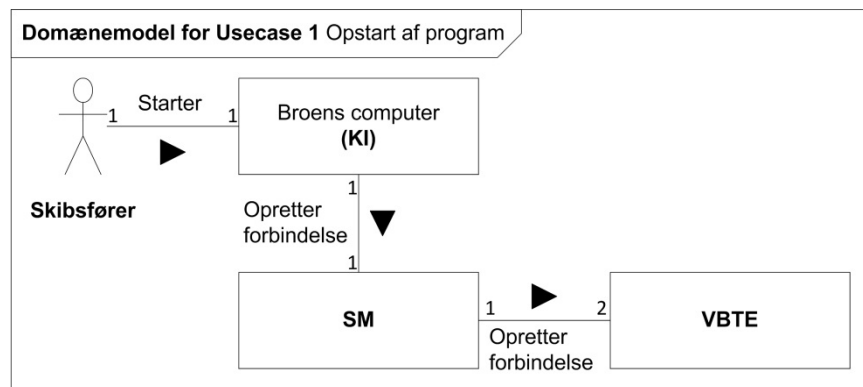 Domænemodel for Usecase 1 Opstart af program
Starter
1
1
Broens computer
(KI)
Skibsfører
1
Opretter
forbindelse
1
SM
1
2
Opretter
forbindelse
VBTE